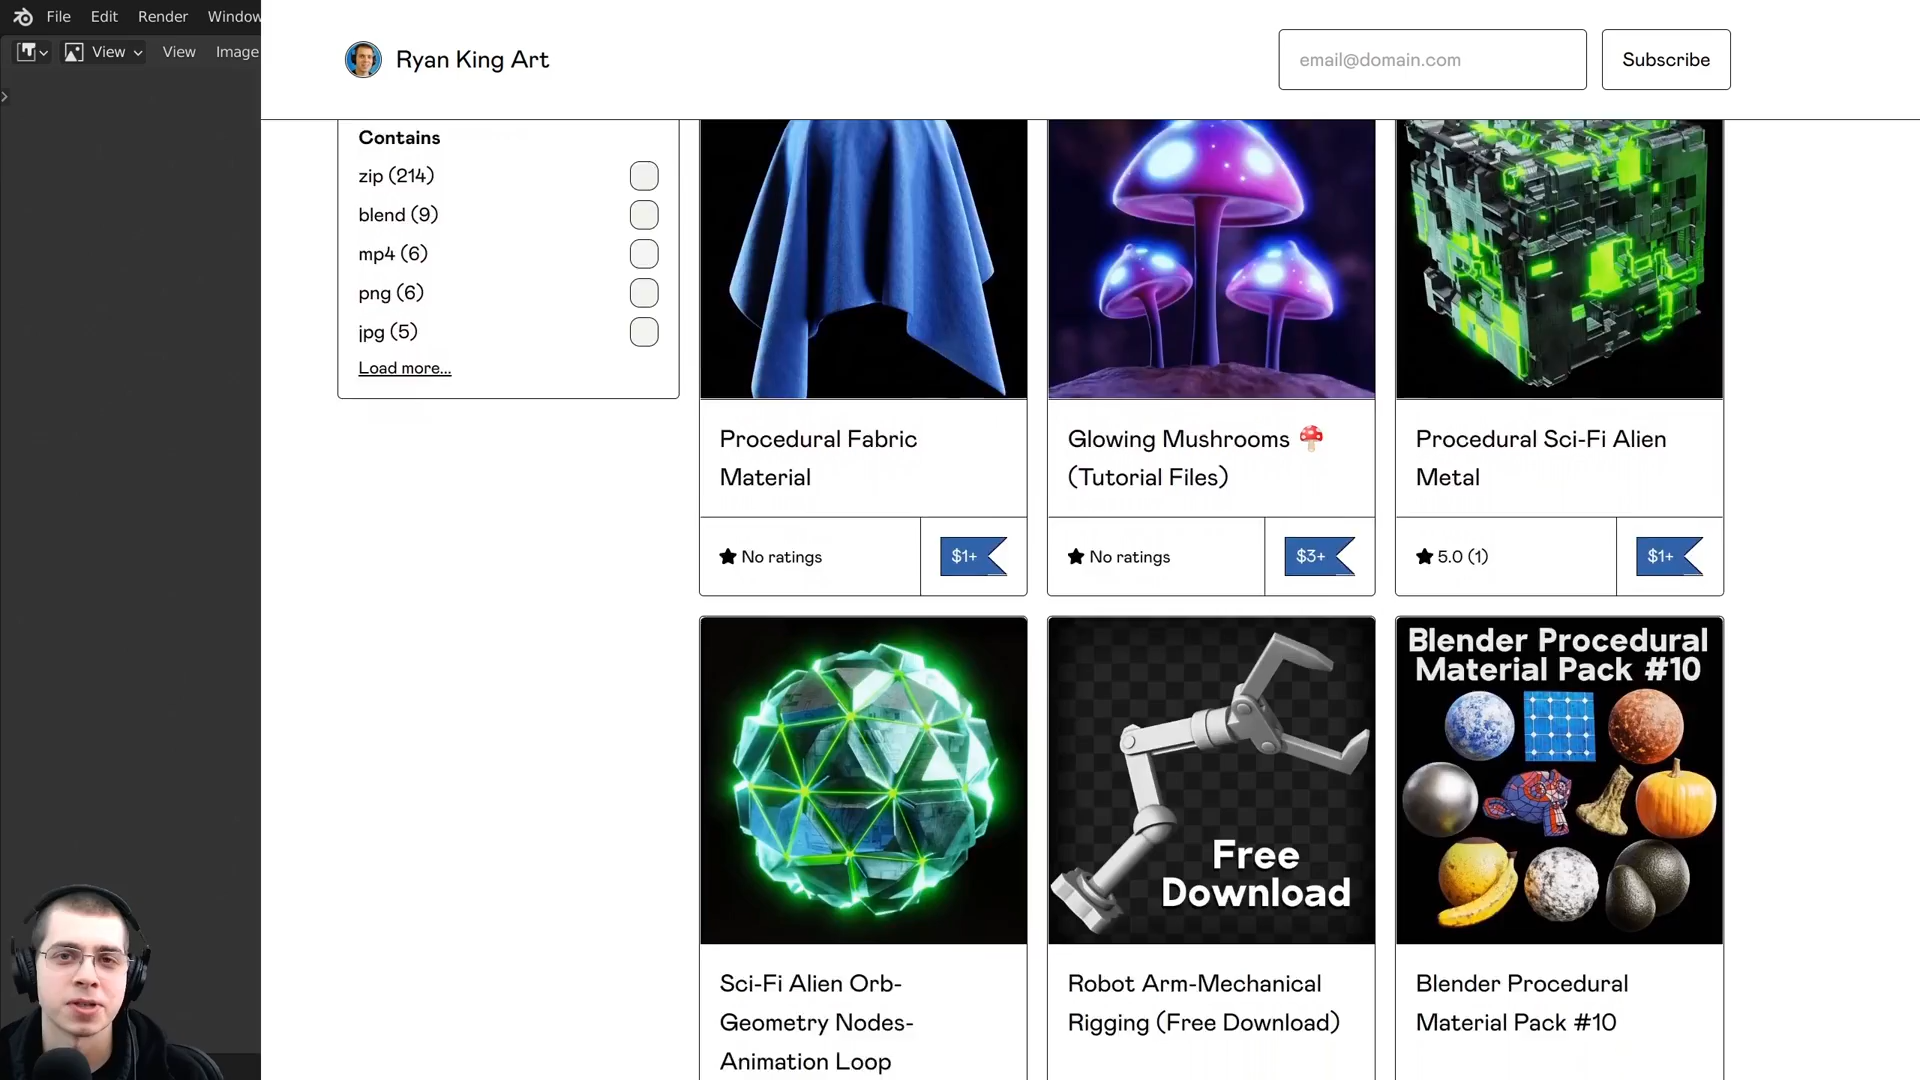 File Edit Render Window
View View Image
Ryan King Art
email@domain.com
Subscribe
Contains
zip (214)
blend (9)
mp4 (6)
png (6)
jpg (5)
Load more...
Procedural Fabric
Material
No ratings
$1+
Glowing Mushrooms 🍄
(Tutorial Files)
No ratings
$3+
Procedural Sci-Fi Alien
Metal
5.0 (1)
$1+
Sci-Fi Alien Orb-
Geometry Nodes-
Animation Loop
Free
Download
Robot Arm-Mechanical
Rigging (Free Download)
Blender Procedural
Material Pack #10
Blender Procedural
Material Pack #10